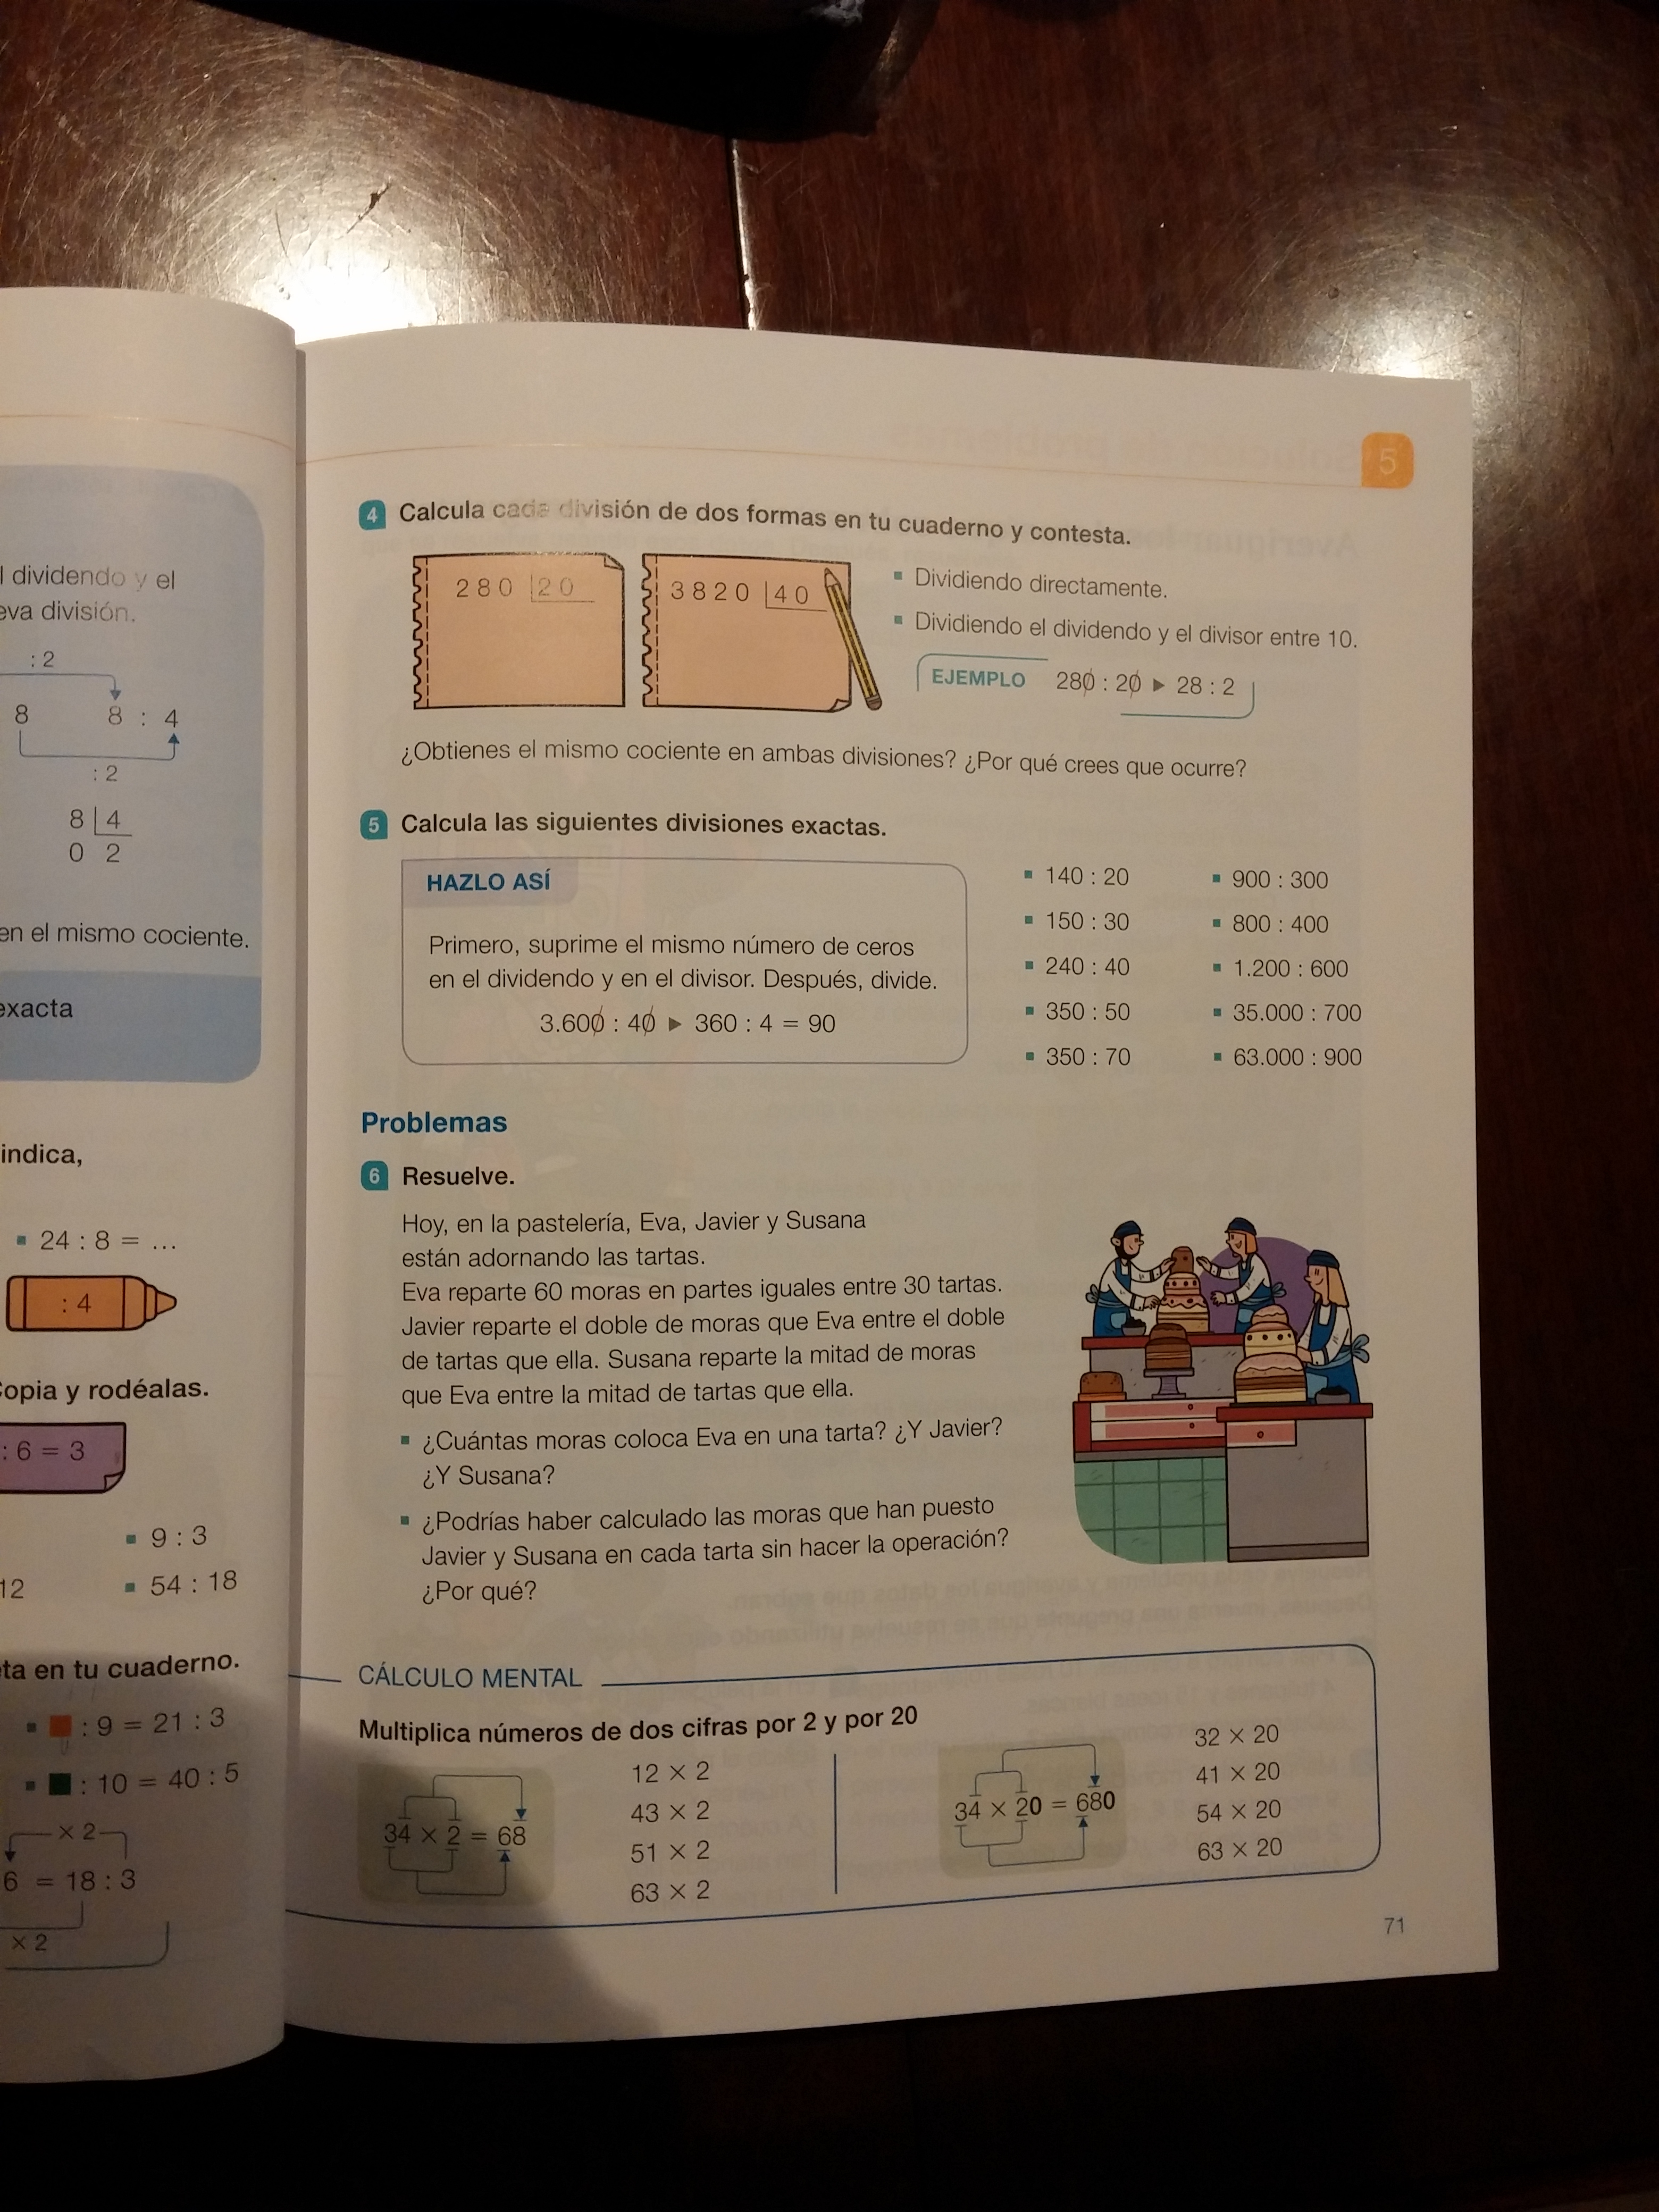 l dividendo y el
eva división.
: 2
8 8 : 4
: 2
8 4
0 2
en el mismo cociente.
exacta
indica,
24 : 8 = ...
: 4
Copia y rodéalas.
: 6 = 3
9 : 3
12 54 : 18
ta en tu cuaderno.
: 9 = 21 : 3
: 10 = 40 : 5
× 2
6 = 18 : 3
× 2
5
4 Calcula cada división de dos formas en tu cuaderno y contesta.
280 20
3820 40
Dividiendo directamente.
Dividiendo el dividendo y el divisor entre 10.
EJEMPLO 280 : 20 ▶ 28 : 2
¿Obtienes el mismo cociente en ambas divisiones? ¿Por qué crees que ocurre?
5 Calcula las siguientes divisiones exactas.
HAZLO ASÍ
Primero, suprime el mismo número de ceros
en el dividendo y en el divisor. Después, divide.
3.600 : 40 ▶ 360 : 4 = 90
140 : 20
150 : 30
240 : 40
350 : 50
350 : 70
900 : 300
800 : 400
1.200 : 600
35.000 : 700
63.000 : 900
Problemas
6 Resuelve.
Hoy, en la pastelería, Eva, Javier y Susana
están adornando las tartas.
Eva reparte 60 moras en partes iguales entre 30 tartas.
Javier reparte el doble de moras que Eva entre el doble
de tartas que ella. Susana reparte la mitad de moras
que Eva entre la mitad de tartas que ella.
¿Cuántas moras coloca Eva en una tarta? ¿Y Javier?
¿Y Susana?
¿Podrías haber calculado las moras que han puesto
Javier y Susana en cada tarta sin hacer la operación?
¿Por qué?
CÁLCULO MENTAL
Multiplica números de dos cifras por 2 y por 20
34 × 2 = 68
12 × 2
43 × 2
51 × 2
63 × 2
34 × 20 = 680
32 × 20
41 × 20
54 × 20
63 × 20
71